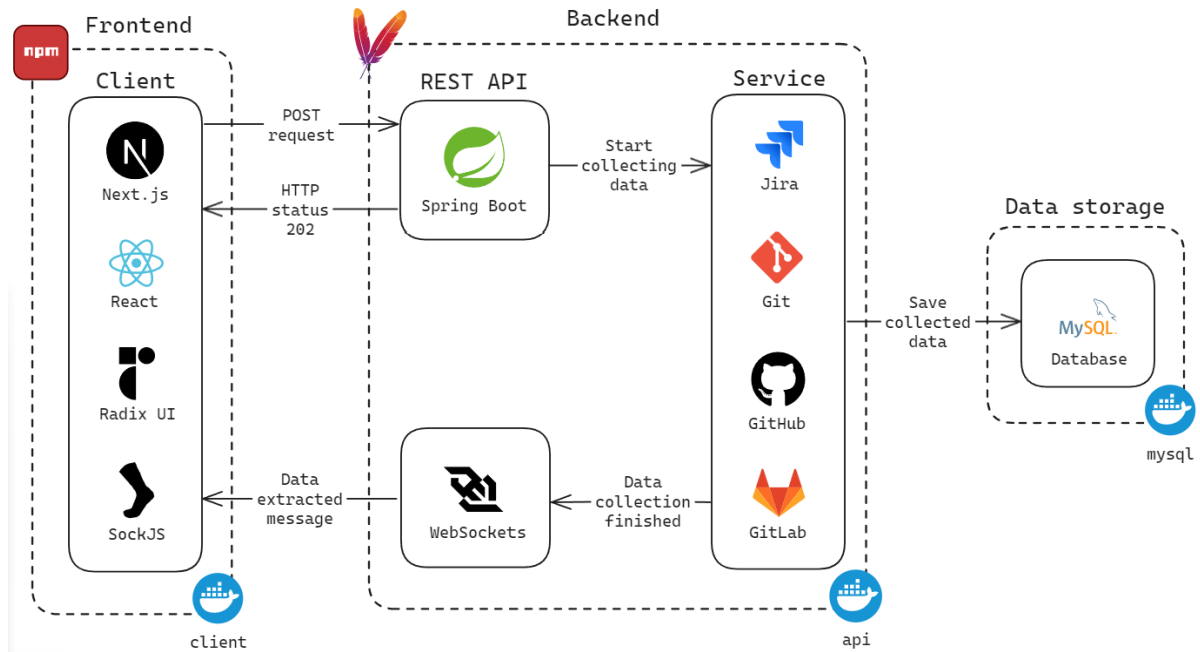 Frontend
Backend
npm
Client
REST API
Service
POST
request
Start
collecting
data
Jira
N
Next.js
HTTP
status
202
Spring Boot
Data storage
React
Git
Save
collected
data
MySQL
Database
Radix UI
GitHub
mysql
Data
extracted
message
WebSockets
Data
collection
finished
SockJS
GitLab
client
api